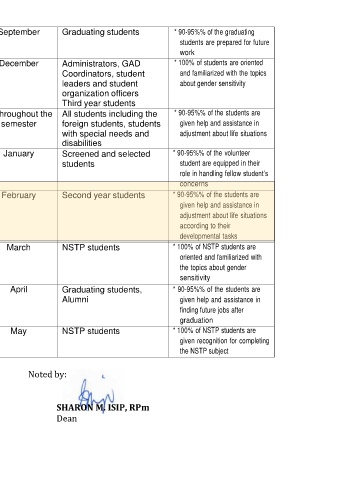 September
Graduating students
* 90-95%% of the graduating
students are prepared for future
work
December
Administrators, GAD
Coordinators, student
leaders and student
organization officers
Third year students
* 100% of students are oriented
and familiarized with the topics
about gender sensitivity
hroughout the
semester
All students including the
foreign students, students
with special needs and
disabilities
* 90-95%% of the students are
given help and assistance in
adjustment about life situations
January
Screened and selected
students
* 90-95%% of the volunteer
student are equipped in their
role in handling fellow student's
concerns
February
Second year students
* 90-95%% of the students are
given help and assistance in
adjustment about life situations
according to their
developmental tasks
March
NSTP students
* 100% of NSTP students are
oriented and familiarized with
the topics about gender
sensitivity
April
Graduating students,
Alumni
* 90-95%% of the students are
given help and assistance in
finding future jobs after
graduation
May
NSTP students
* 100% of NSTP students are
given recognition for completing
the NSTP subject
Noted by:
SHARON M. ISIP, RPm
Dean